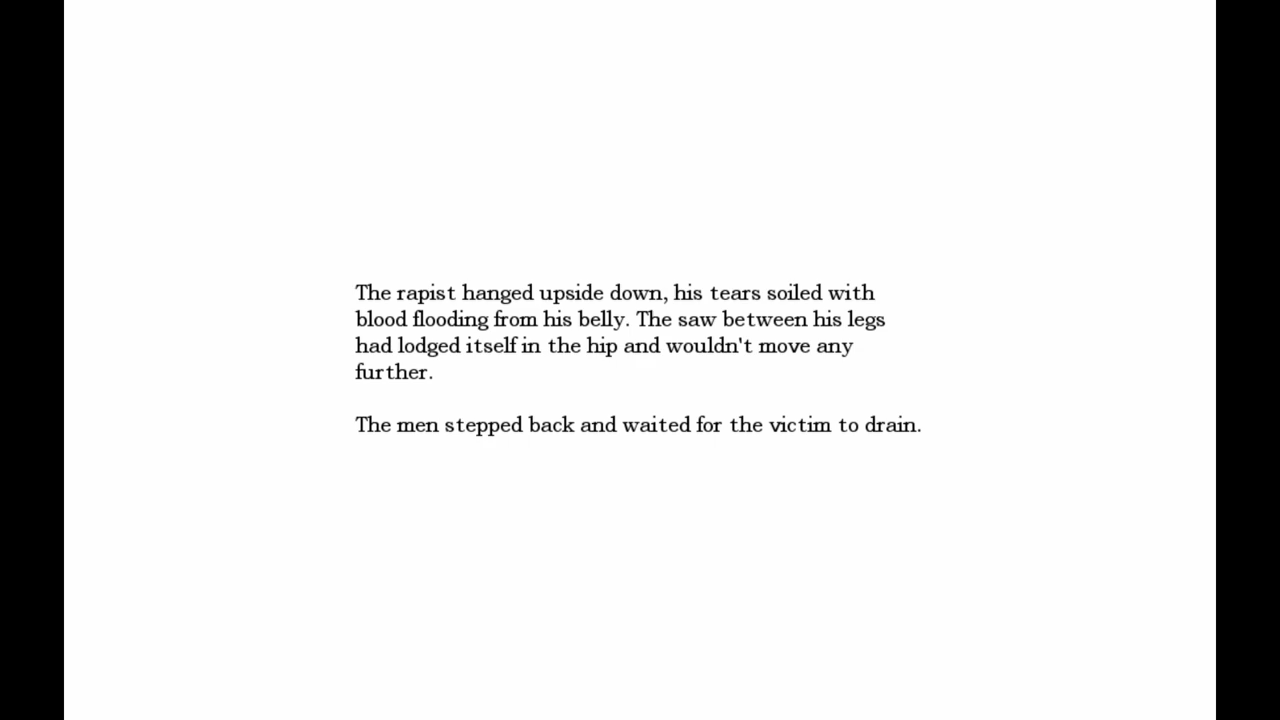 The rapist hanged upside down, his tears soiled with
blood flooding from his belly. The saw between his legs
had lodged itself in the hip and wouldn't move any
further.
The men stepped back and waited for the victim to drain.